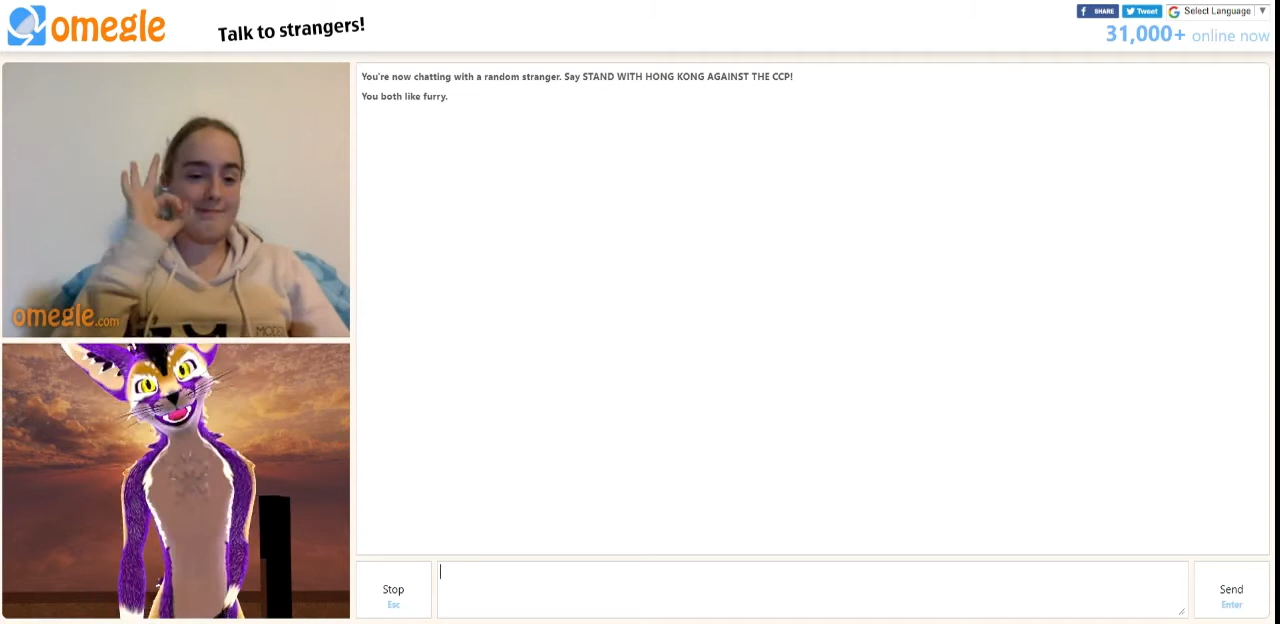 omegle
Talk to strangers!
SHARE
Tweet
Select Language
31,000+ online now
You're now chatting with a random stranger. Say STAND WITH HONG KONG AGAINST THE CCP!
You both like furry.
omegle.com
Stop
Esc
Send
Enter